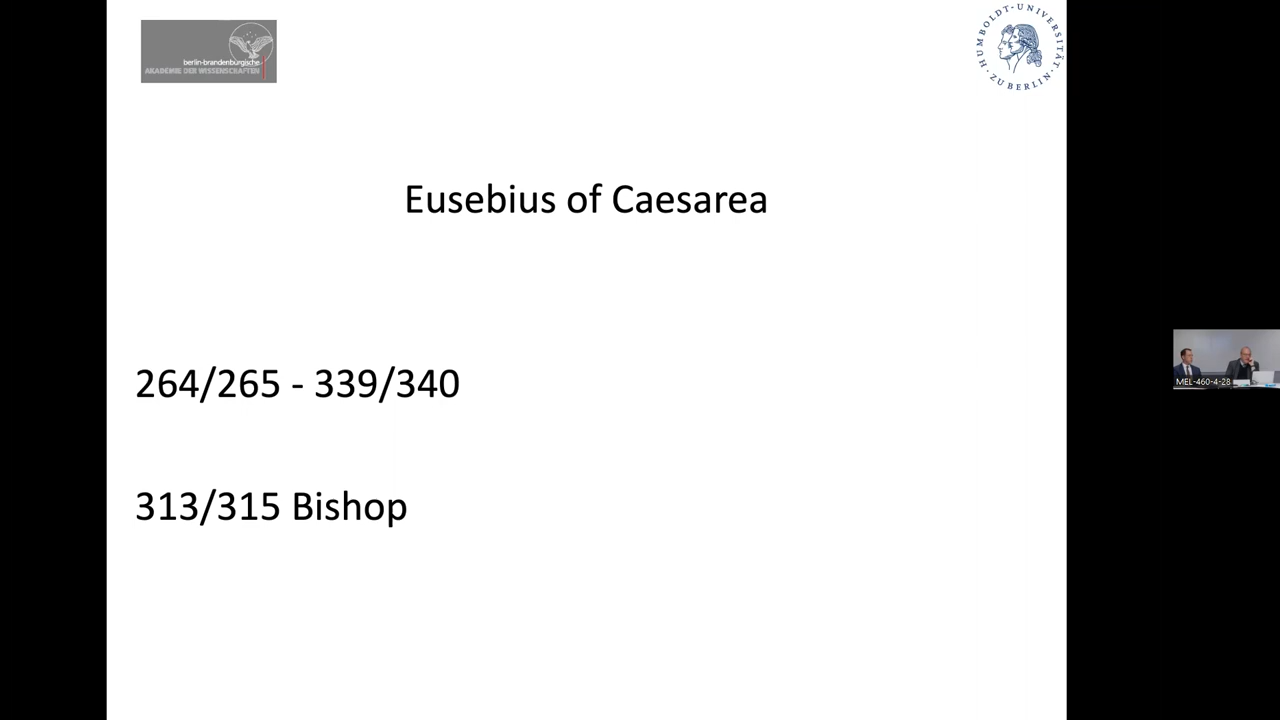 berlin-brandenburgische
AKADEMIE DER WISSENSCHAFTEN
HUMBOLDT-UNIVERSITÄT
ZU BERLIN
Eusebius of Caesarea
264/265 - 339/340
313/315 Bishop
MEL-460-4-28